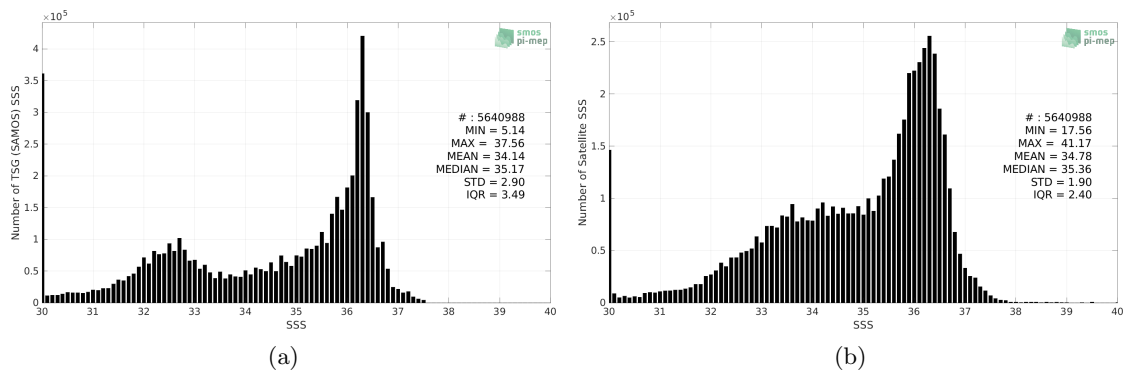 ×10⁵
smos
pi-mep
Number of TSG (SAMOS) SSS
4
3.5
3
2.5
2
1.5
1
0.5
0
# : 5640988
MIN = 5.14
MAX = 37.56
MEAN = 34.14
MEDIAN = 35.17
STD = 2.90
IQR = 3.49
30 31 32 33 34 35 36 37 38 39 40
SSS
(a)
×10⁵
smos
pi-mep
Number of Satellite SSS
2.5
2
1.5
1
0.5
0
# : 5640988
MIN = 17.56
MAX = 41.17
MEAN = 34.78
MEDIAN = 35.36
STD = 1.90
IQR = 2.40
30 31 32 33 34 35 36 37 38 39 40
SSS
(b)